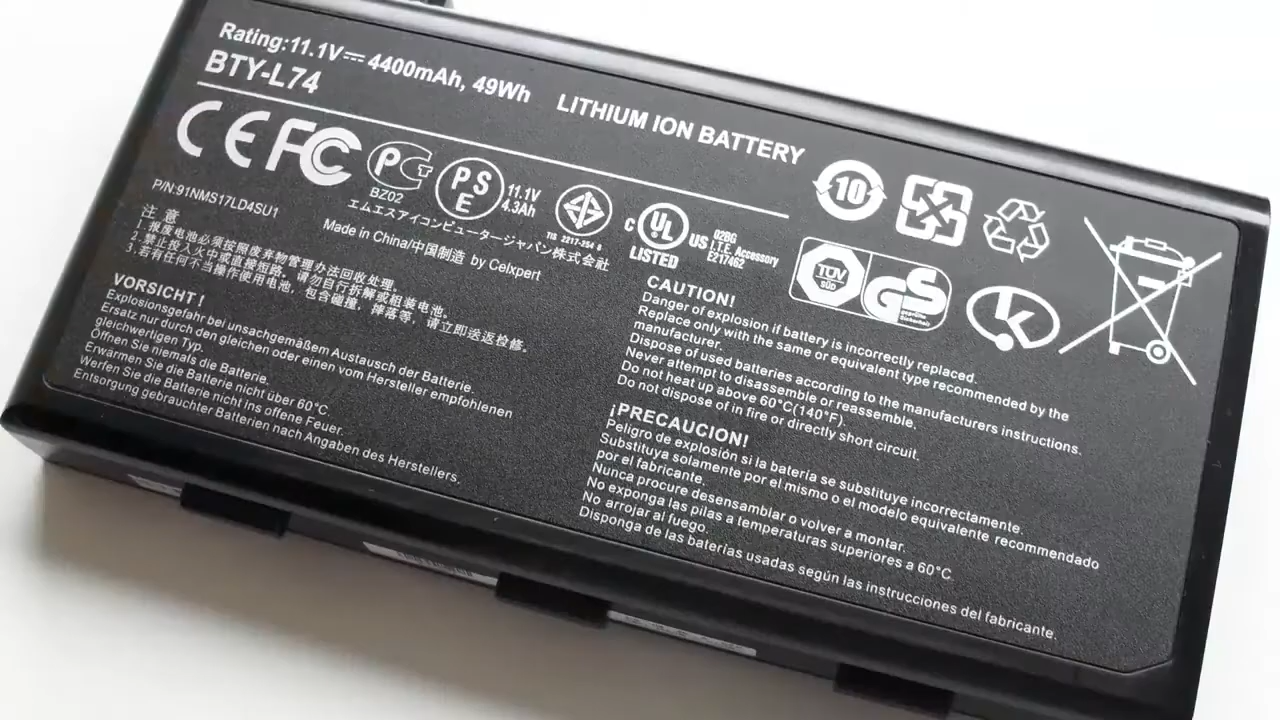 Rating:11.1V⎓4400mAh, 49Wh
BTY-L74
LITHIUM ION BATTERY
CE FC PCT
BZ02
PSE
11.1V
4.3Ah
TIS 2217-254 8
エムエスアイコンピュータージャパン株式会社
c UL US
LISTED
02BG
I.T.E. Accessory
E217462
10
TÜV
SÜD
GS
geprüfte
Sicherheit
K
P/N:91NMS17LD4SU1
Made in China/中国制造 by Celxpert
注 意
1.报废电池必须按照废弃物管理办法回收处理.
2.禁止投入火中或直接短路. 请勿自行拆解或组装电池.
3.若有任何不当操作使用电池, 包含碰撞, 摔落等, 请立即送返检修.
VORSICHT !
Explosionsgefahr bei unsachgemäßem Austausch der Batterie.
Ersatz nur durch den gleichen oder einen vom Hersteller empfohlenen
gleichwertigen Typ.
Öffnen Sie niemals die Batterie.
Erwärmen Sie die Batterie nicht über 60°C.
Werfen Sie die Batterie nicht ins offene Feuer.
Entsorgung gebrauchter Batterien nach Angaben des Herstellers.
CAUTION!
Danger of explosion if battery is incorrectly replaced.
Replace only with the same or equivalent type recommended by the
manufacturer.
Dispose of used batteries according to the manufacturers instructions.
Never attempt to disassemble or reassemble.
Do not heat up above 60°C(140°F).
Do not dispose of in fire or directly short circuit.
¡PRECAUCION!
Peligro de explosión si la batería se substituye incorrectamente.
Substituya solamente por el mismo o el modelo equivalente recomendado
por el fabricante.
Nunca procure desensamblar o volver a montar.
No exponga las pilas a temperaturas superiores a 60°C.
No arrojar al fuego.
Disponga de las baterías usadas según las instrucciones del fabricante.